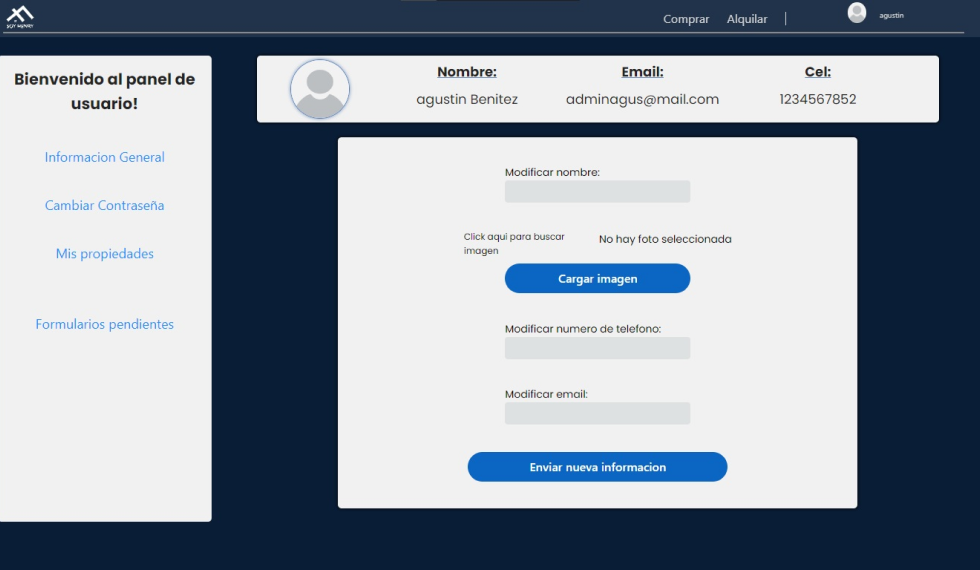 SOY HENRY
Comprar Alquilar | agustin
Bienvenido al panel de
usuario!
Informacion General
Cambiar Contraseña
Mis propiedades
Formularios pendientes
Nombre: Email: Cel:
agustin Benitez adminagus@mail.com 1234567852
Modificar nombre:
Click aqui para buscar
imagen
No hay foto seleccionada
Cargar imagen
Modificar numero de telefono:
Modificar email:
Enviar nueva informacion